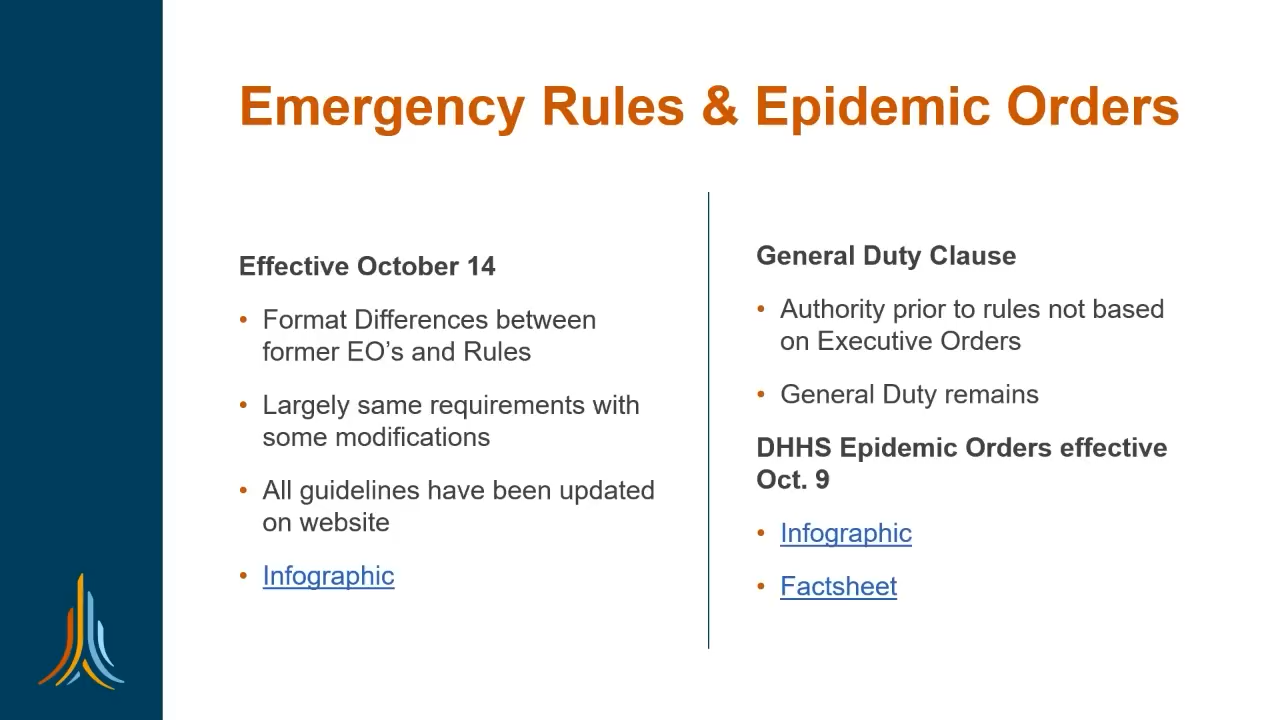 Emergency Rules & Epidemic Orders
Effective October 14
• Format Differences between
former EO’s and Rules
• Largely same requirements with
some modifications
• All guidelines have been updated
on website
• Infographic
General Duty Clause
• Authority prior to rules not based
on Executive Orders
• General Duty remains
DHHS Epidemic Orders effective
Oct. 9
• Infographic
• Factsheet